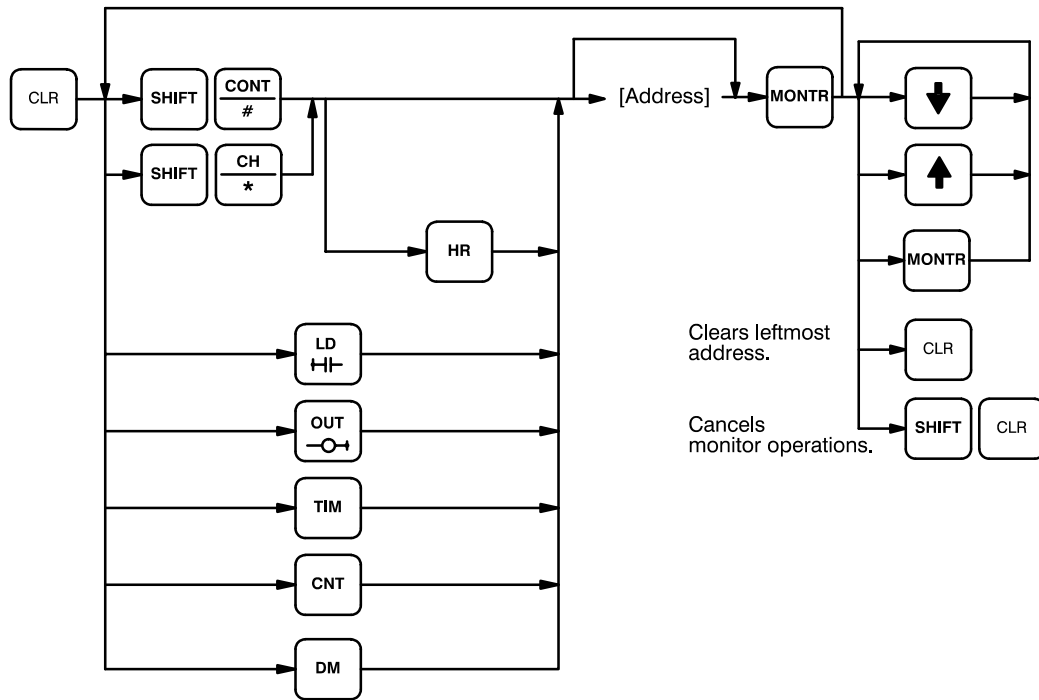 CLR
SHIFT
CONT
#
[Address]
MONTR
SHIFT
CH
*
HR
MONTR
Clears leftmost
address.
CLR
LD
Cancels
monitor operations.
SHIFT
CLR
OUT
TIM
CNT
DM